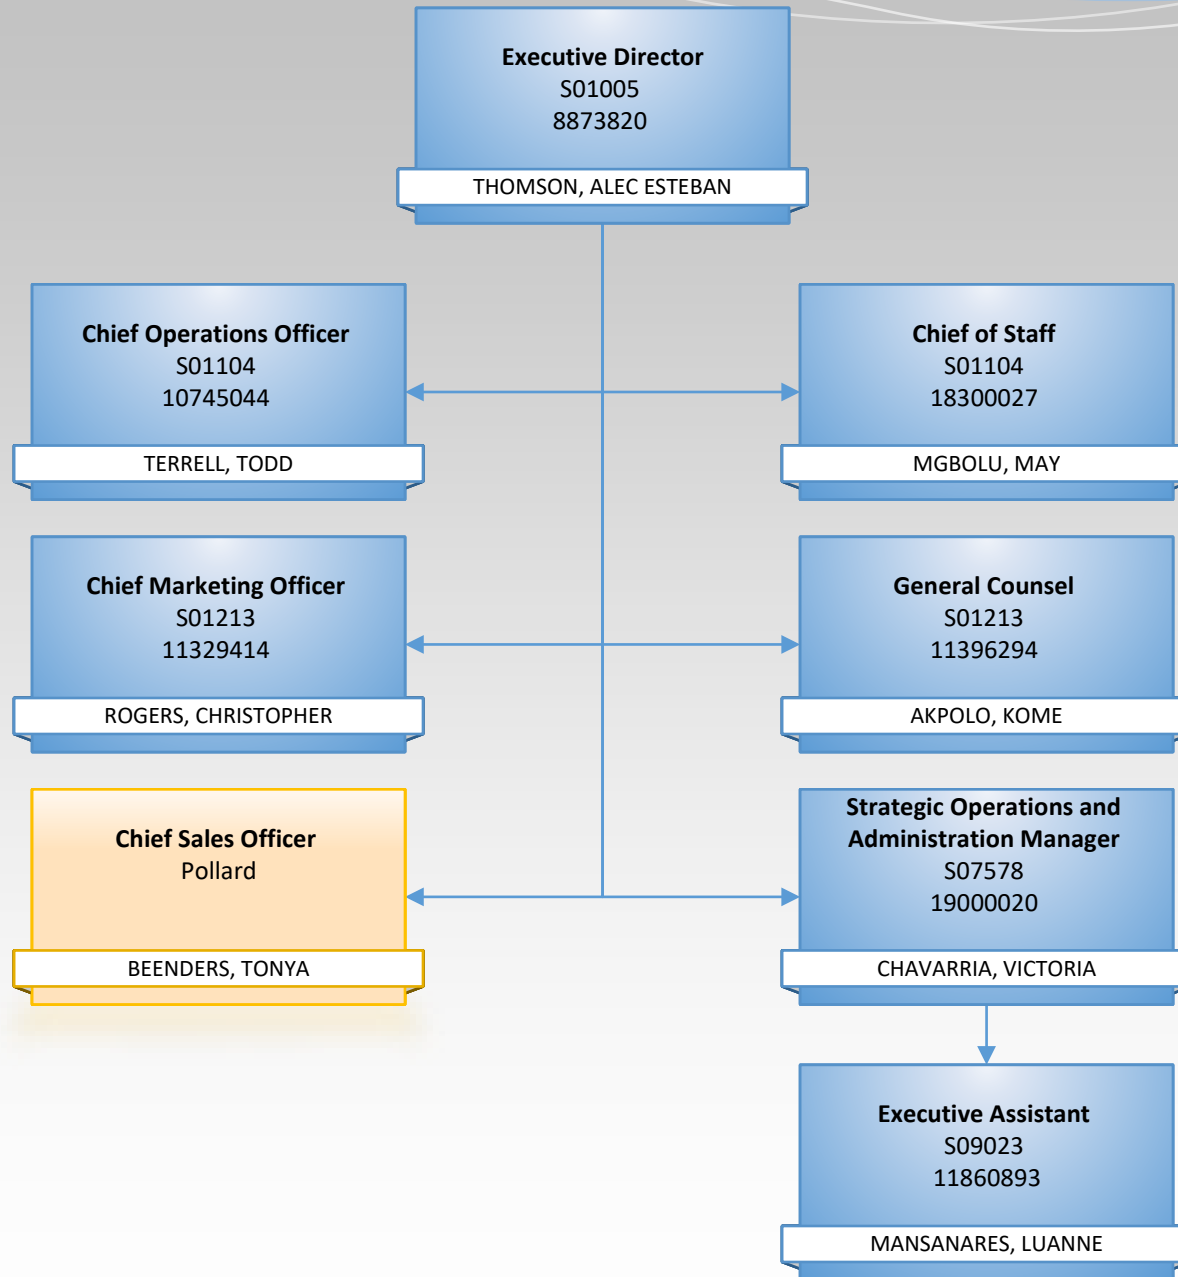 Executive Director
S01005
8873820
THOMSON, ALEC ESTEBAN
Chief Operations Officer
S01104
10745044
TERRELL, TODD
Chief of Staff
S01104
18300027
MGBOLU, MAY
Chief Marketing Officer
S01213
11329414
ROGERS, CHRISTOPHER
General Counsel
S01213
11396294
AKPOLO, KOME
Chief Sales Officer
Pollard
BEENDERS, TONYA
Strategic Operations and
Administration Manager
S07578
19000020
CHAVARRIA, VICTORIA
Executive Assistant
S09023
11860893
MANSANARES, LUANNE